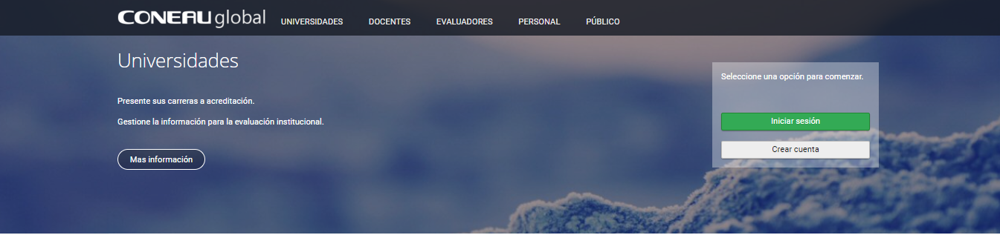 CONEAU global
UNIVERSIDADES
DOCENTES
EVALUADORES
PERSONAL
PÚBLICO
Universidades
Presente sus carreras a acreditación.
Gestione la información para la evaluación institucional.
Mas información
Seleccione una opción para comenzar.
Iniciar sesión
Crear cuenta